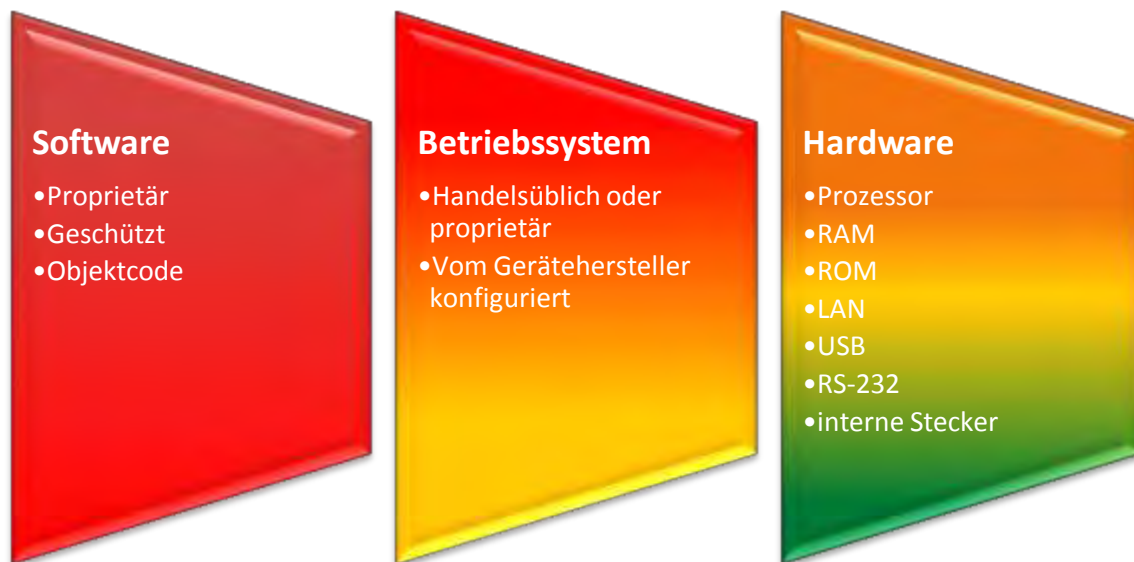 Software
•Proprietär
•Geschützt
•Objektcode
Betriebssystem
•Handelsüblich oder
proprietär
•Vom Gerätehersteller
konfiguriert
Hardware
•Prozessor
•RAM
•ROM
•LAN
•USB
•RS-232
•interne Stecker